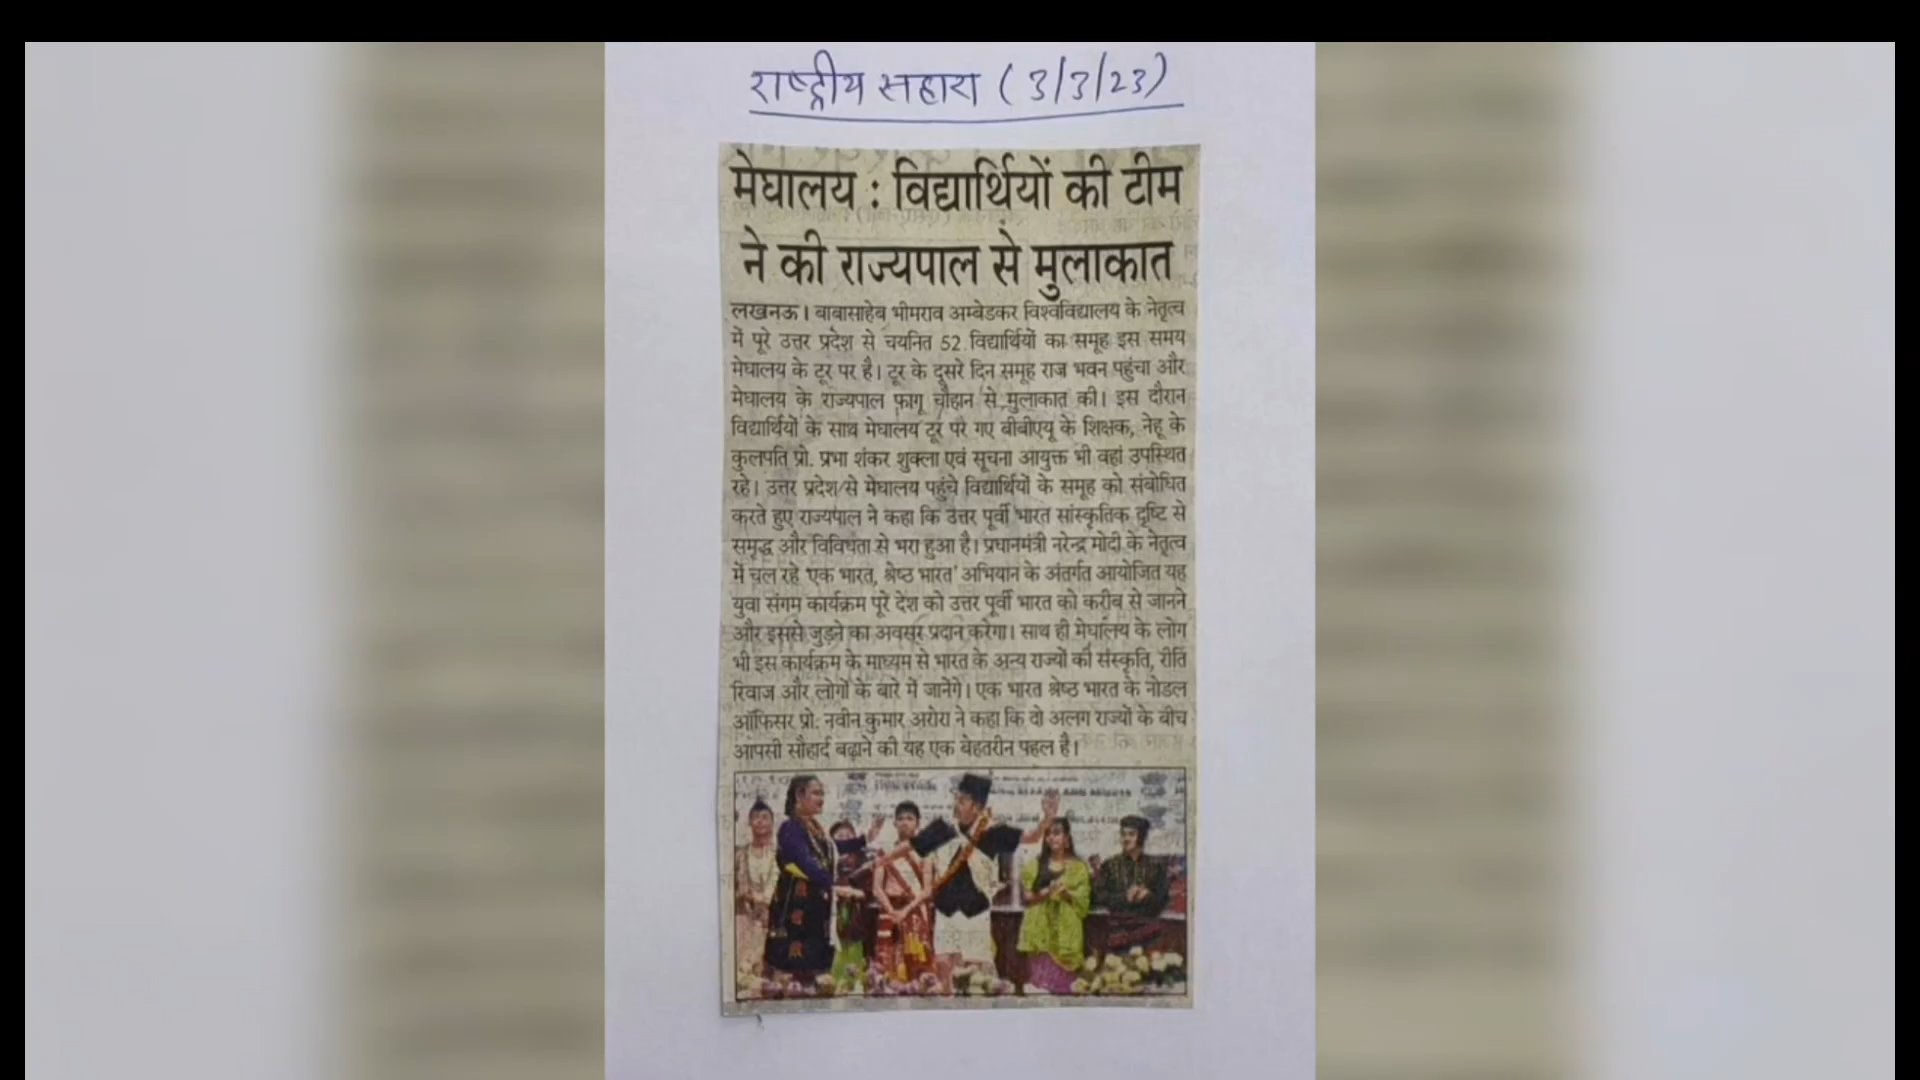 राष्ट्रीय सहारा (3/3/23)
मेघालय : विद्यार्थियों की टीम
ने की राज्यपाल से मुलाकात
लखनऊ। बाबासाहेब भीमराव अम्बेडकर विश्वविद्यालय के नेतृत्व
में पूरे उत्तर प्रदेश से चयनित 52 विद्यार्थियों का समूह इस समय
मेघालय के टूर पर है। टूर के दूसरे दिन समूह राज भवन पहुंचा और
मेघालय के राज्यपाल फागू चौहान से मुलाकात की। इस दौरान
विद्यार्थियों के साथ मेघालय टूर पर गए बीबीएयू के शिक्षक, नेहू के
कुलपति प्रो. प्रभा शंकर शुक्ला एवं सूचना आयुक्त भी वहां उपस्थित
रहे। उत्तर प्रदेश से मेघालय पहुंचे विद्यार्थियों के समूह को संबोधित
करते हुए राज्यपाल ने कहा कि उत्तर पूर्वी भारत सांस्कृतिक दृष्टि से
समृद्ध और विविधता से भरा हुआ है। प्रधानमंत्री नरेन्द्र मोदी के नेतृत्व
में चल रहे 'एक भारत, श्रेष्ठ भारत' अभियान के अंतर्गत आयोजित यह
युवा संगम कार्यक्रम पूरे देश को उत्तर पूर्वी भारत को करीब से जानने
और इससे जुड़ने का अवसर प्रदान करेगा। साथ ही मेघालय के लोग
भी इस कार्यक्रम के माध्यम से भारत के अन्य राज्यों की संस्कृति, रीति
रिवाज और लोगों के बारे में जानेंगे। एक भारत श्रेष्ठ भारत के नोडल
ऑफिसर प्रो. नवीन कुमार अरोरा ने कहा कि दो अलग राज्यों के बीच
आपसी सौहार्द बढ़ाने की यह एक बेहतरीन पहल है।